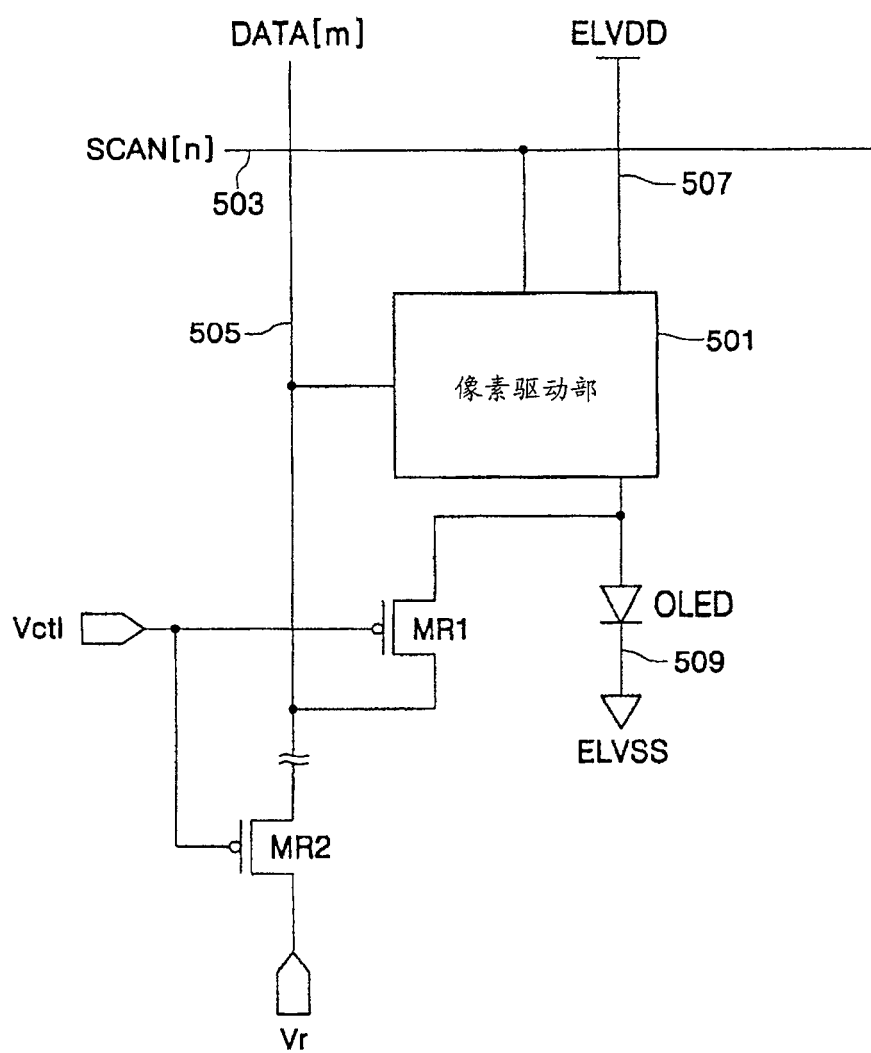 DATA[m]
ELVDD
SCAN[n]
503
507
505
501
像素驱动部
Vctl
MR1
OLED
509
ELVSS
MR2
Vr